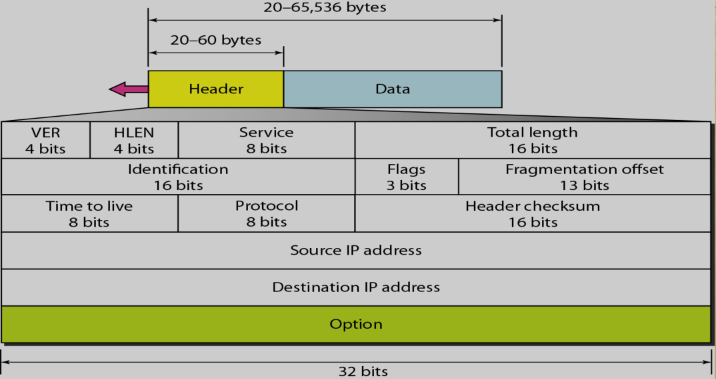 20–65,536 bytes
20–60 bytes
Header
Data
VER
4 bits
HLEN
4 bits
Service
8 bits
Total length
16 bits
Identification
16 bits
Flags
3 bits
Fragmentation offset
13 bits
Time to live
8 bits
Protocol
8 bits
Header checksum
16 bits
Source IP address
Destination IP address
Option
32 bits